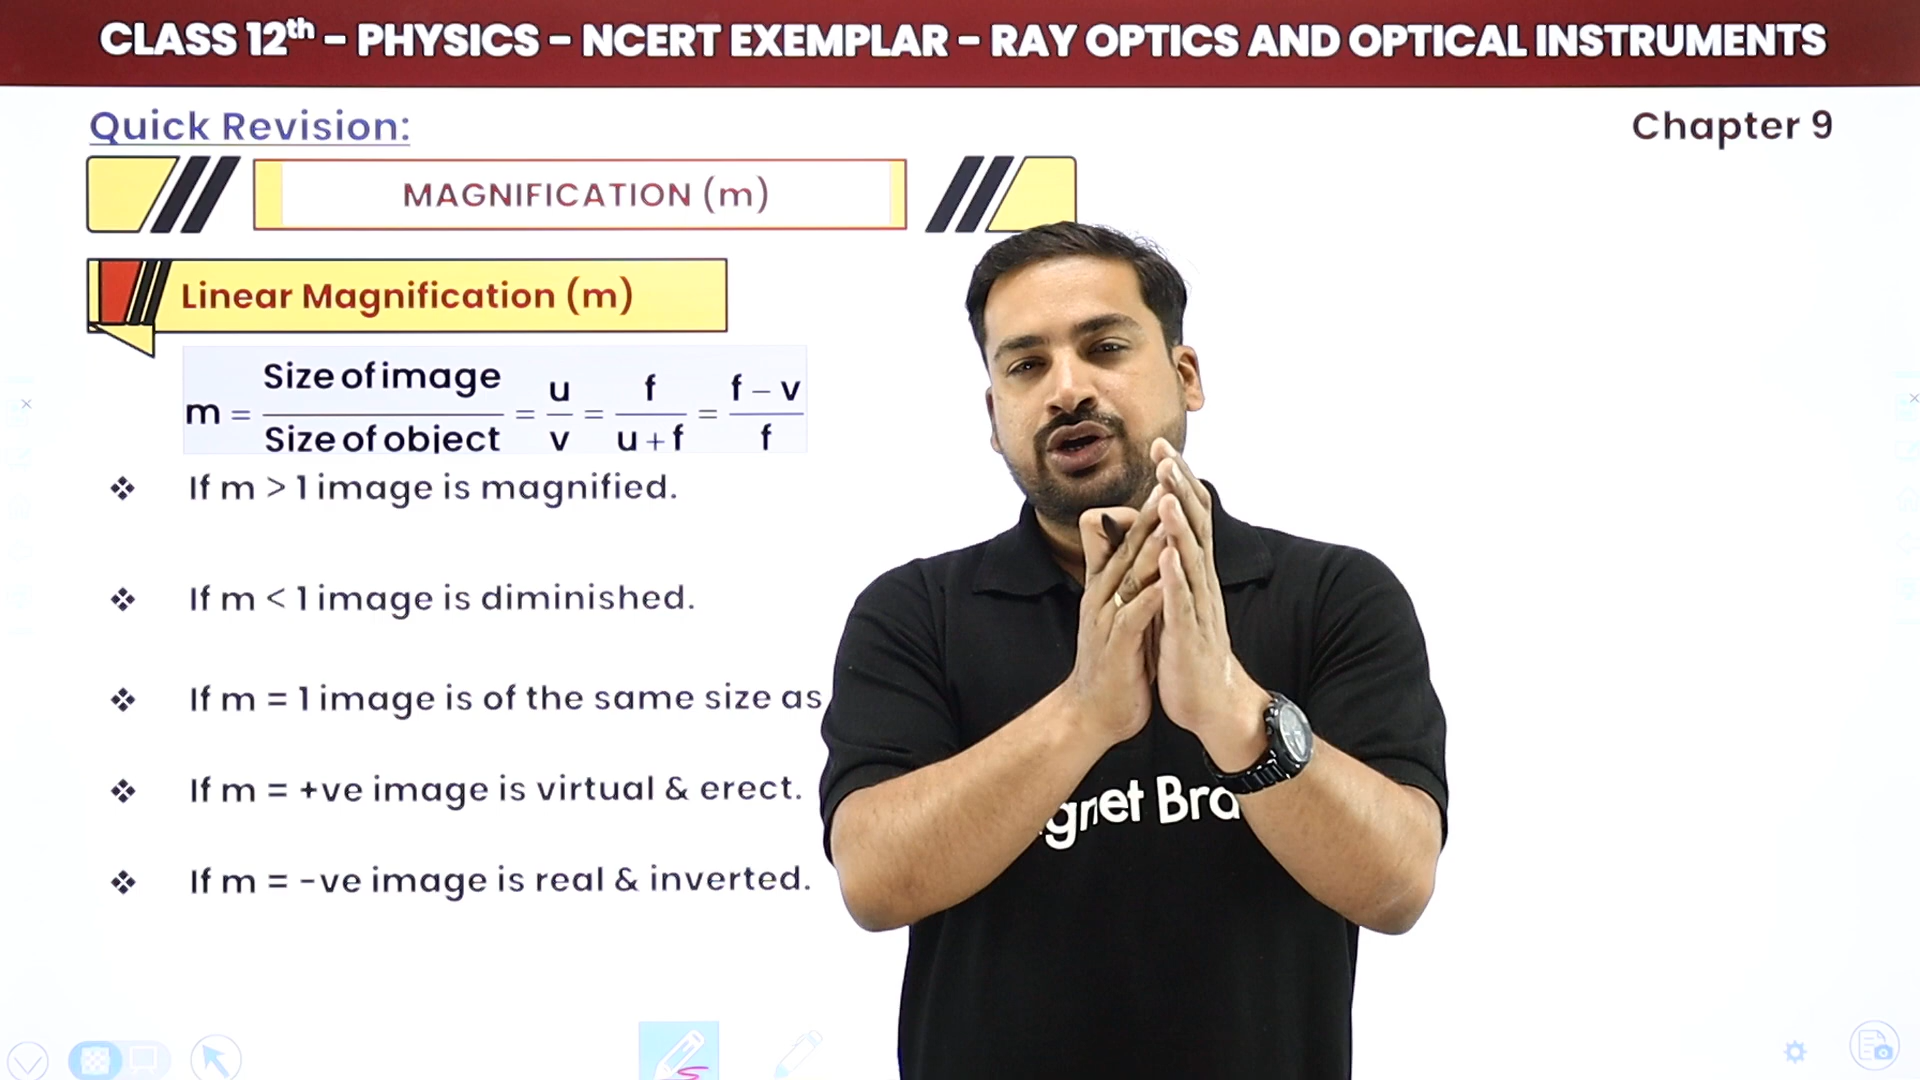 CLASS 12th - PHYSICS - NCERT EXEMPLAR - RAY OPTICS AND OPTICAL INSTRUMENTS
Quick Revision:
Chapter 9
MAGNIFICATION (m)
Linear Magnification (m)
m = Size of image / Size of object = u / v = f / u + f = f – v / f
❖ If m > 1 image is magnified.
❖ If m < 1 image is diminished.
❖ If m = 1 image is of the same size as
❖ If m = +ve image is virtual & erect.
❖ If m = -ve image is real & inverted.
gnet Bra